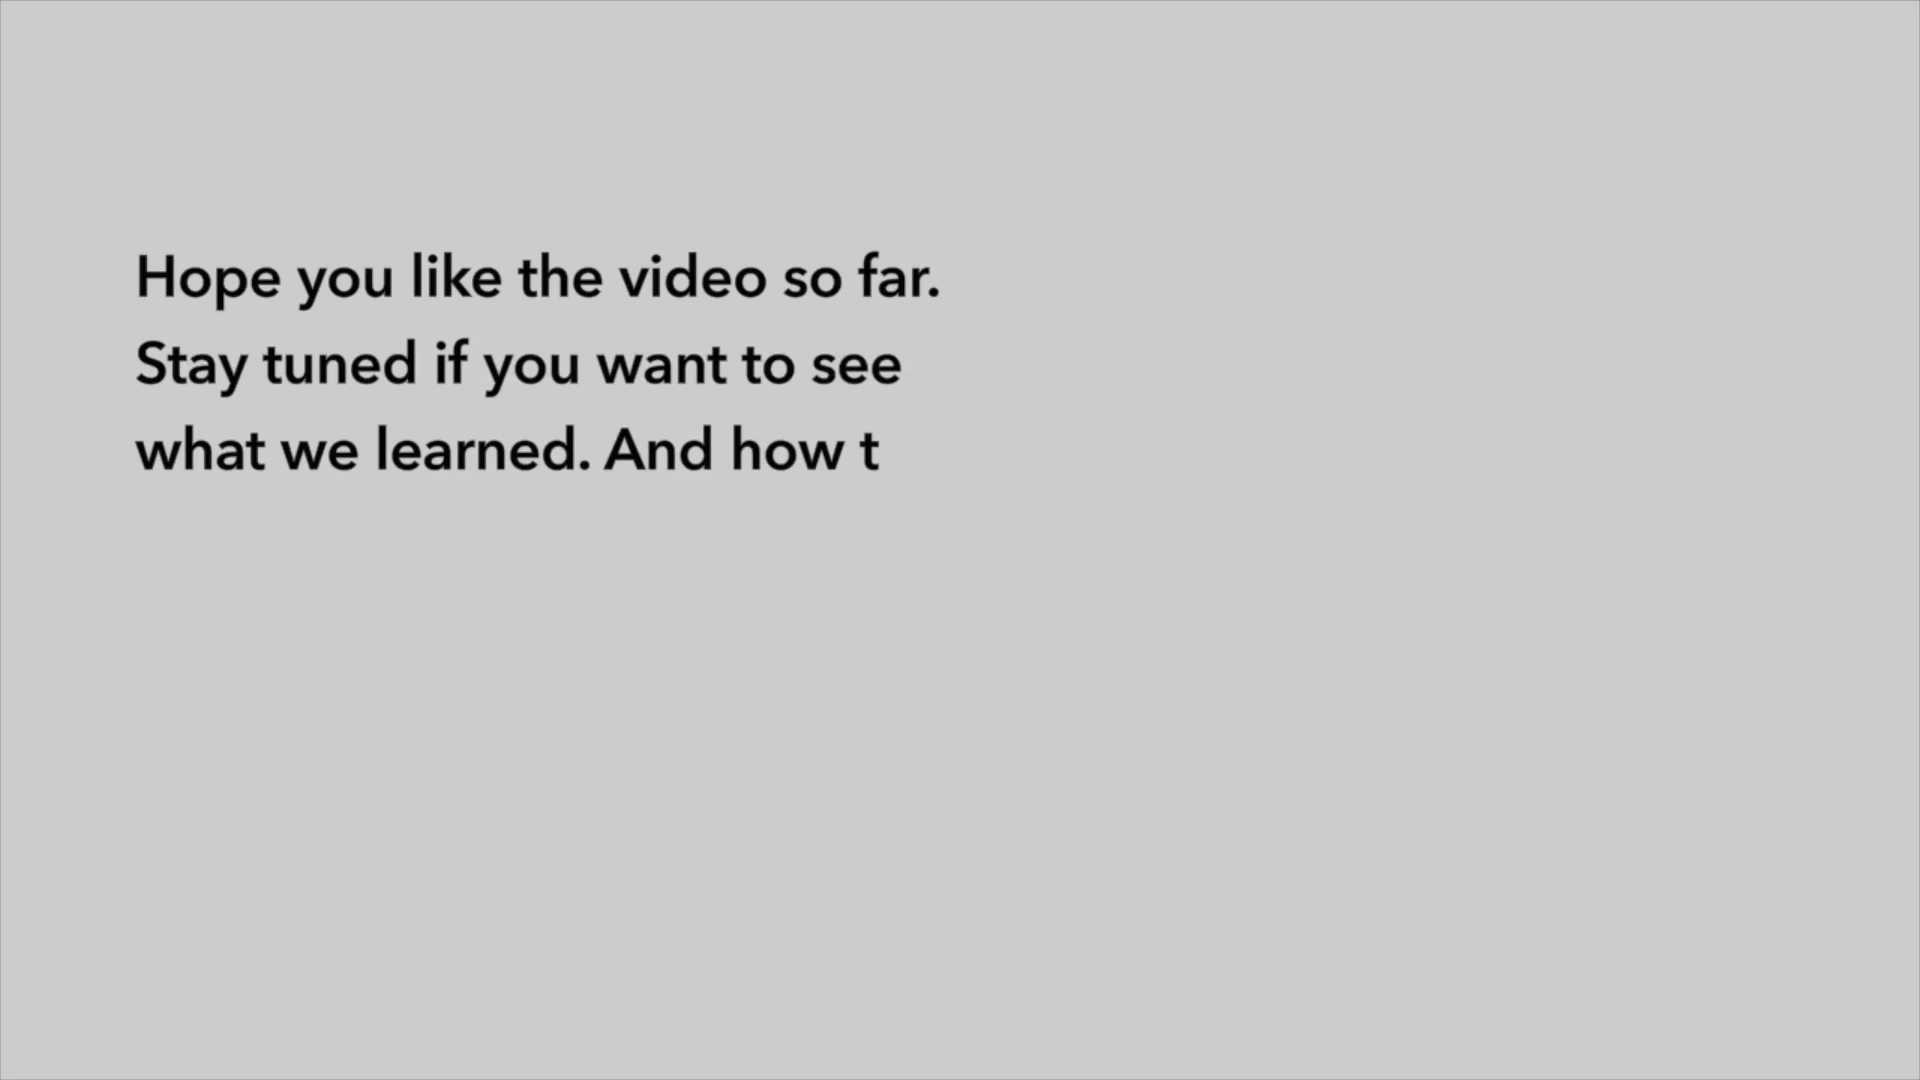 Hope you like the video so far.
Stay tuned if you want to see
what we learned. And how t